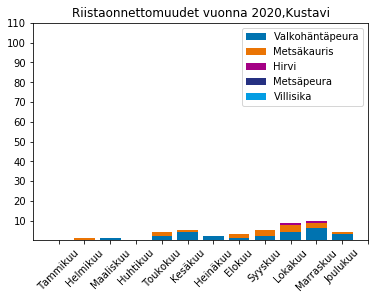 Riistaonnettomuudet vuonna 2020,Kustavi
110
100
90
80
70
60
50
40
30
20
10
Valkohäntäpeura
Metsäkauris
Hirvi
Metsäpeura
Villisika
Tammikuu
Helmikuu
Maaliskuu
Huhtikuu
Toukokuu
Kesäkuu
Heinäkuu
Elokuu
Syyskuu
Lokakuu
Marraskuu
Joulukuu